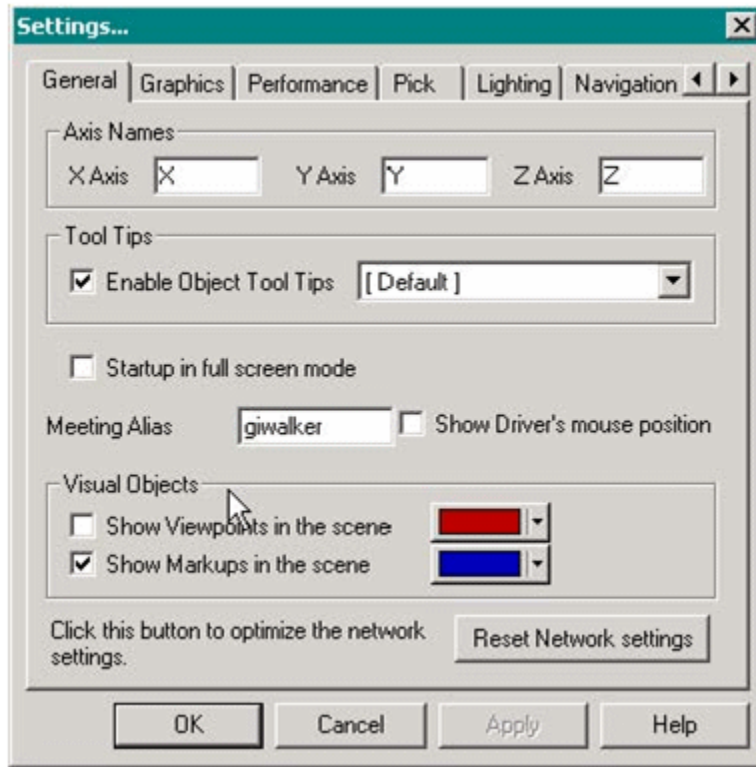 Settings...
General Graphics Performance Pick Lighting Navigation
Axis Names
X Axis X Y Axis Y Z Axis Z
Tool Tips
Enable Object Tool Tips [ Default ]
Startup in full screen mode
Meeting Alias giwalker Show Driver's mouse position
Visual Objects
Show Viewpoints in the scene
Show Markups in the scene
Click this button to optimize the network
settings.
Reset Network settings
OK Cancel Apply Help